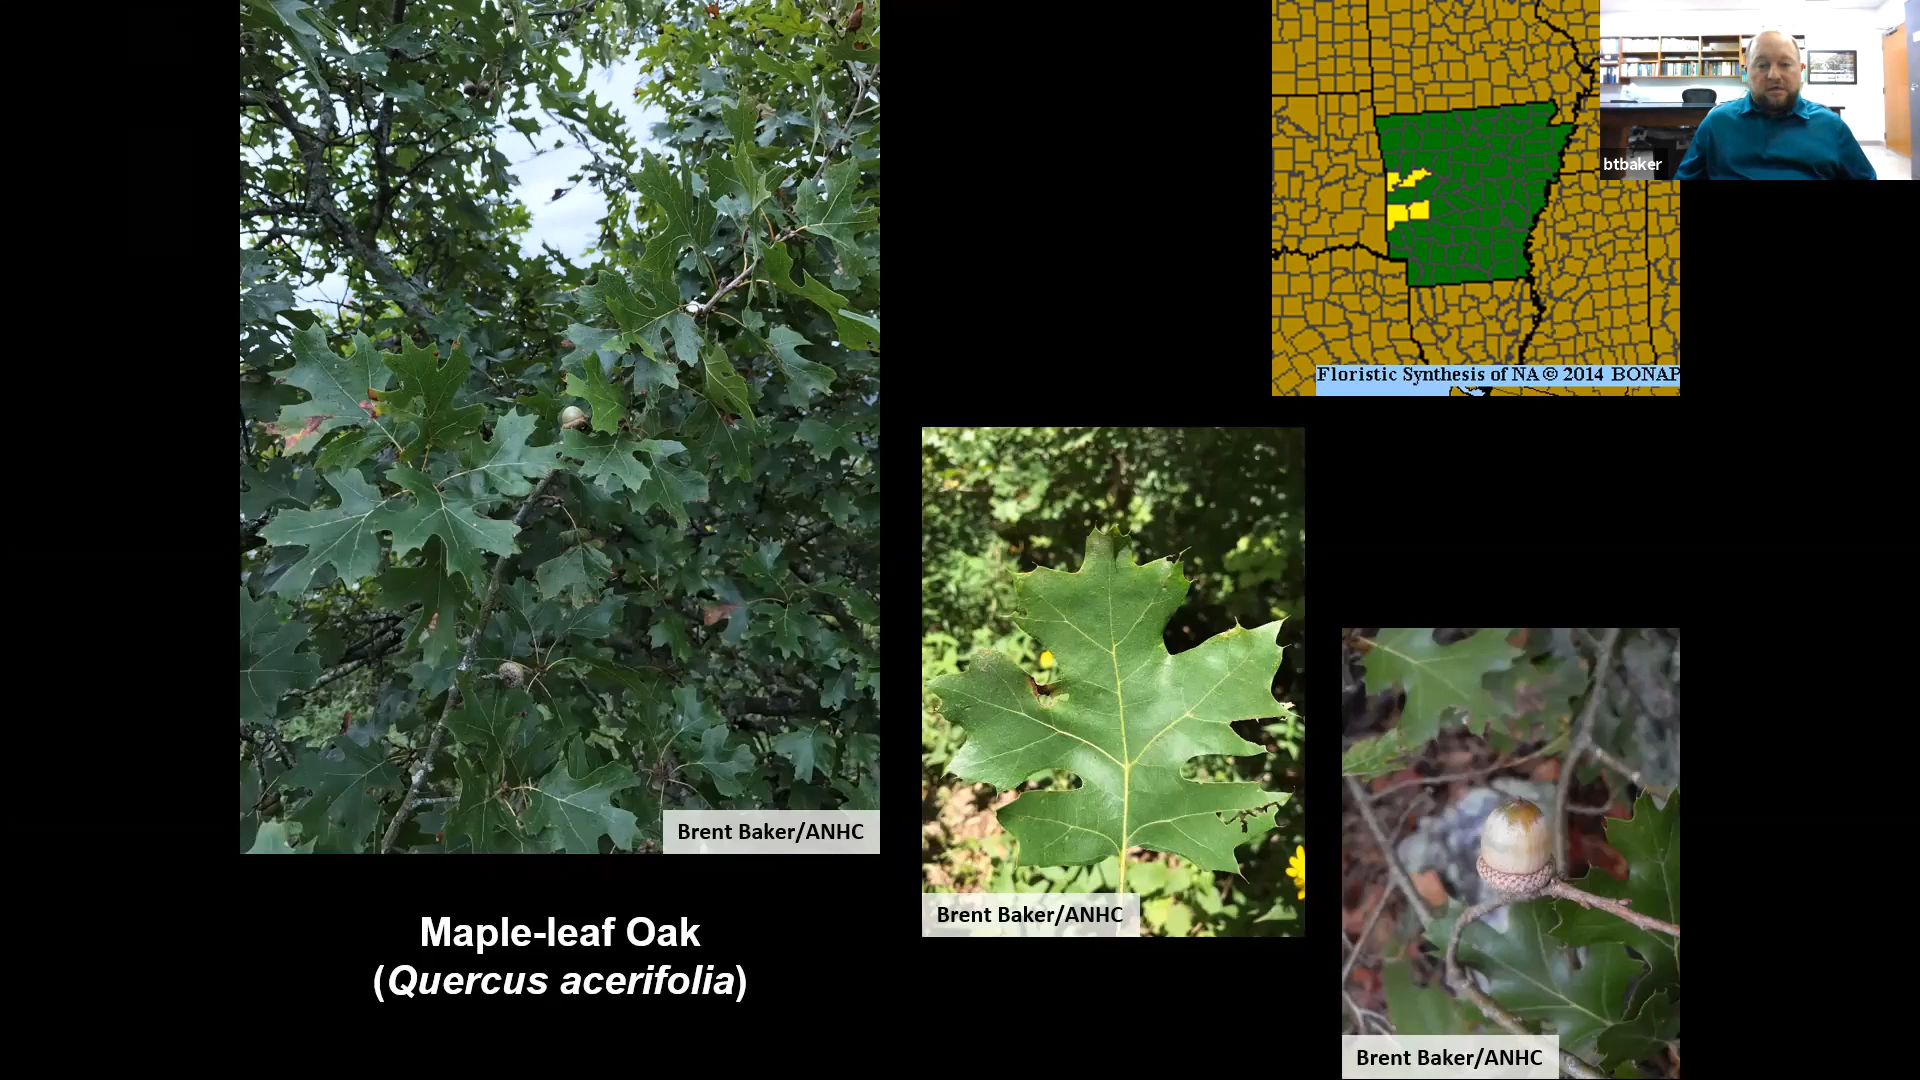 btbaker
Floristic Synthesis of NA © 2014 BONAP
Brent Baker/ANHC
Brent Baker/ANHC
Maple-leaf Oak
(Quercus acerifolia)
Brent Baker/ANHC